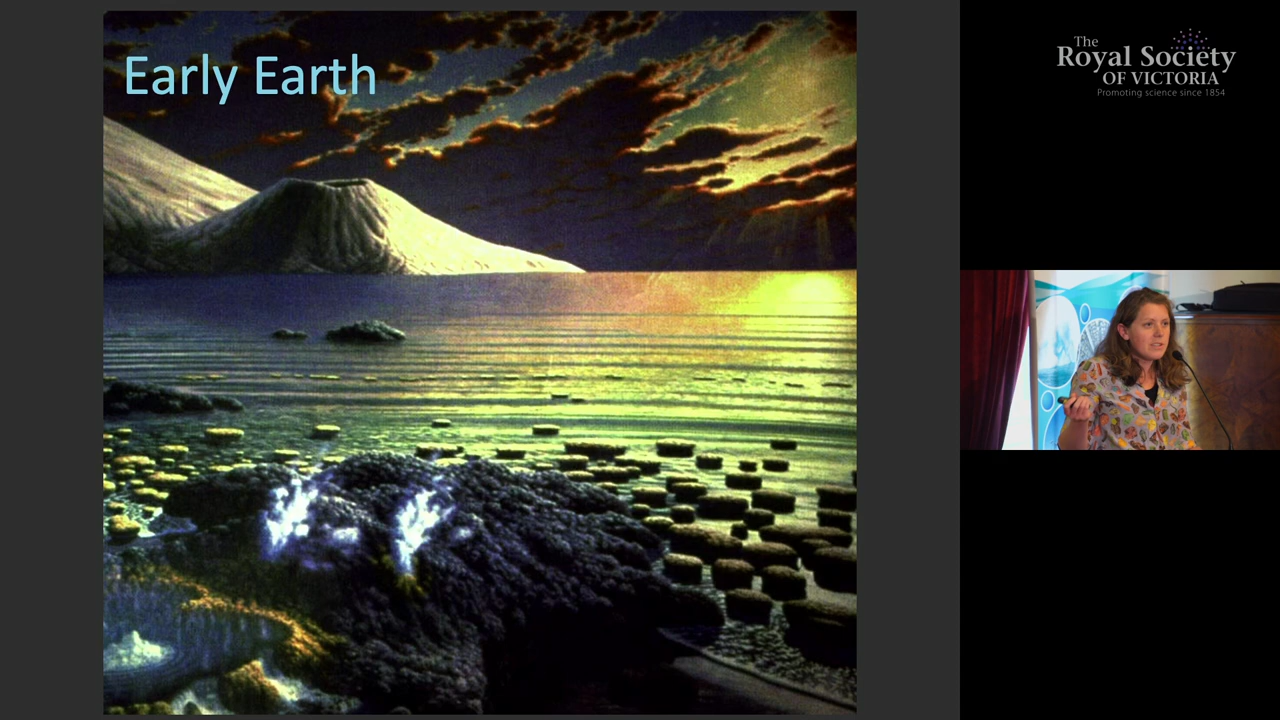 Early Earth
The
Royal Society
OF VICTORIA
Promoting science since 1854